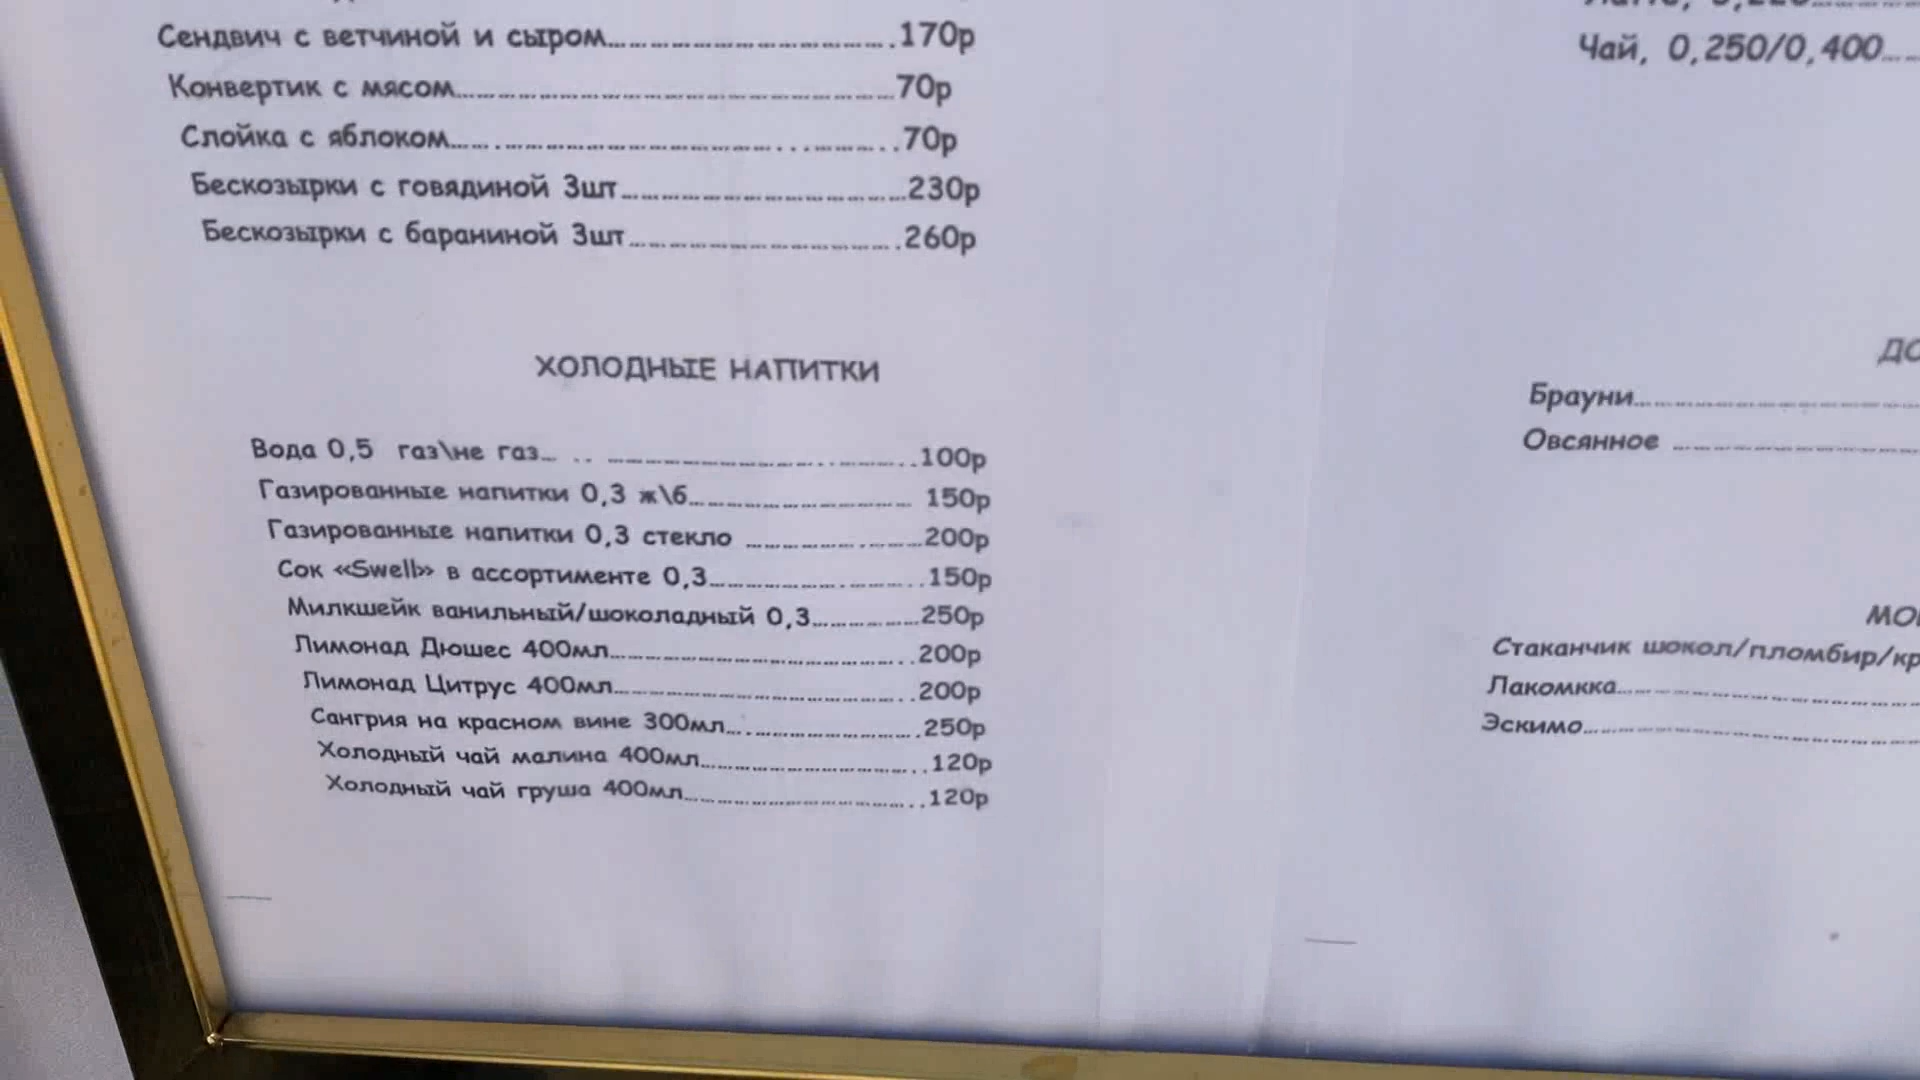 Сендвич с ветчиной и сыром.......170р
Конвертик с мясом.......70р
Слойка с яблоком.......70р
Бескозырки с говядиной 3шт.......230р
Бескозырки с бараниной 3шт.......260р
ХОЛОДНЫЕ НАПИТКИ
Вода 0,5 газ\не газ.......100р
Газированные напитки 0,3 ж\б.......150р
Газированные напитки 0,3 стекло.......200р
Сок «Swell» в ассортименте 0,3.......150р
Милкшейк ванильный/шоколадный 0,3.......250р
Лимонад Дюшес 400мл.......200р
Лимонад Цитрус 400мл.......200р
Сангрия на красном вине 300мл.......250р
Холодный чай малина 400мл.......120р
Холодный чай груша 400мл.......120р
Чай, 0,250/0,400.......
ДО
Брауни.......
Овсянное.......
МО
Стаканчик шокол/пломбир/кр
Лакомкка.......
Эскимо.......